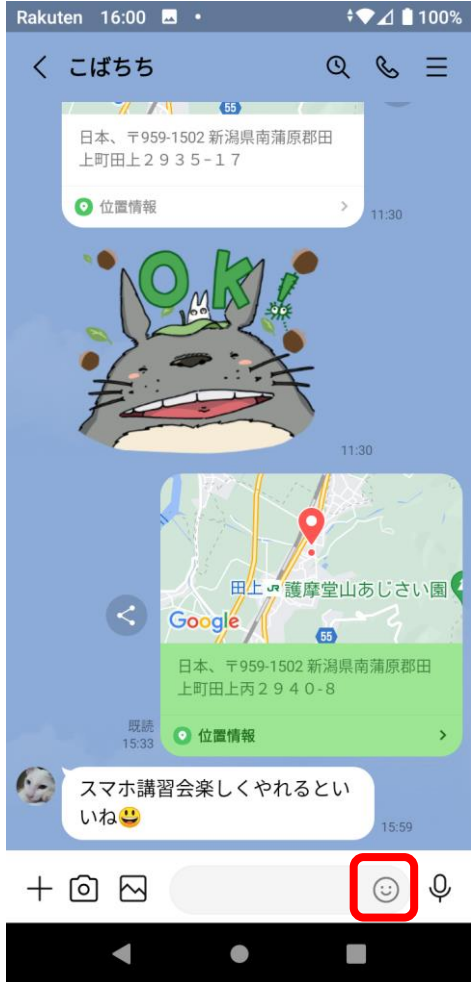 Rakuten 16:00 100%
こばちち
55
日本、〒959-1502 新潟県南蒲原郡田
上町田上２９３５−１７
位置情報
11:30
OK!
11:30
田上 JR 護摩堂山あじさい園
Google
55
日本、〒959-1502 新潟県南蒲原郡田
上町田上丙２９４０-８
既読
15:33
位置情報
スマホ講習会楽しくやれるとい
いね😃
15:59